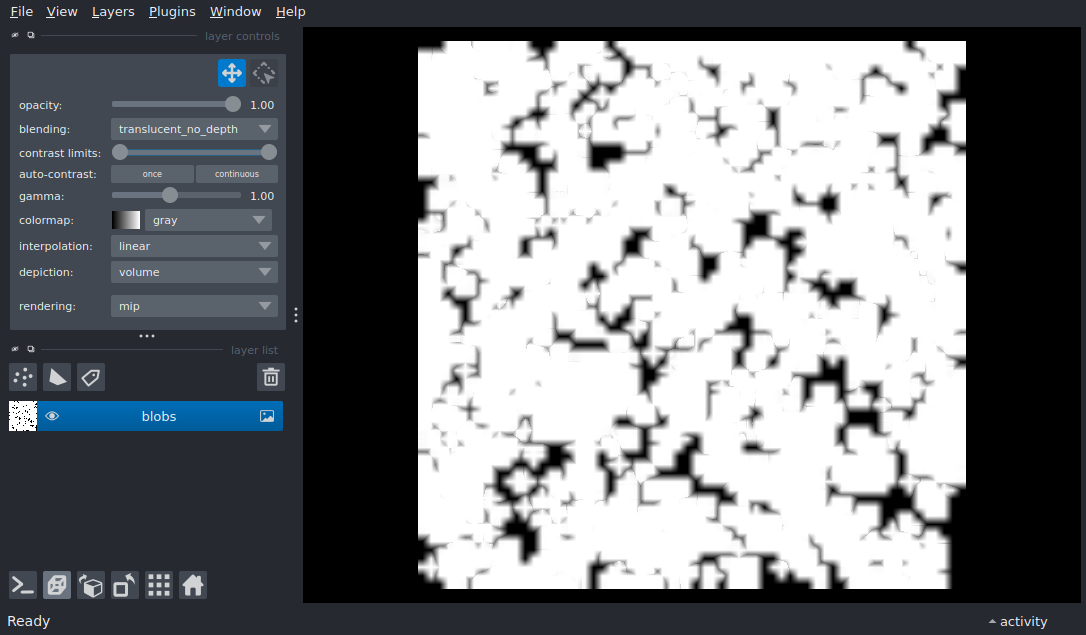 File View Layers Plugins Window Help
layer controls
opacity: 1.00
blending: translucent_no_depth
contrast limits:
auto-contrast: once continuous
gamma: 1.00
colormap: gray
interpolation: linear
depiction: volume
rendering: mip
layer list
blobs
Ready activity